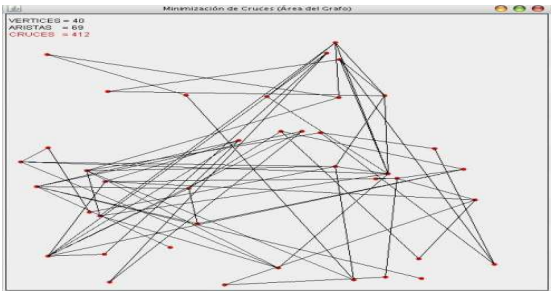 Minimización de Cruces (Área del Grafo)
VERTICES = 40
ARISTAS = 69
CRUCES = 412